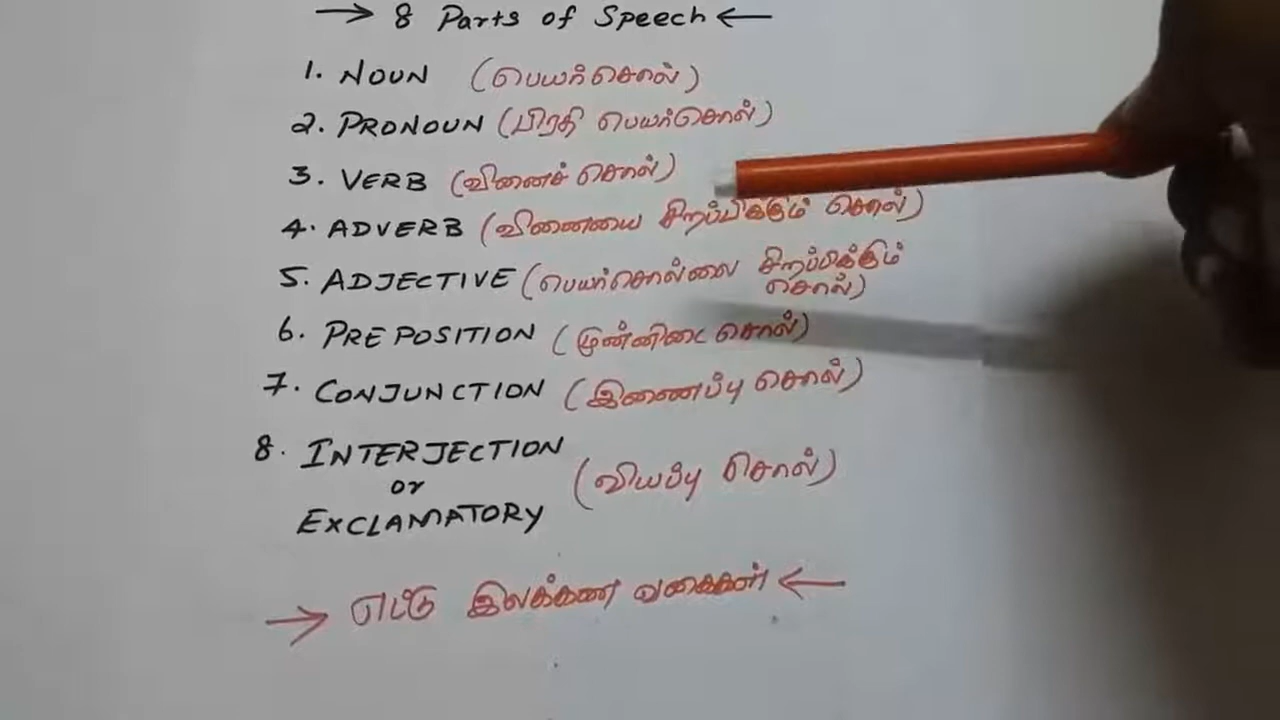 → 8 Parts of Speech ←
1. NOUN (பெயர்சொல்)
2. PRONOUN (பிரதி பெயர்சொல்)
3. VERB (வினைச் சொல்)
4. ADVERB (வினையை சிறப்பிக்கும் சொல்)
5. ADJECTIVE (பெயர்சொல்லை சிறப்பிக்கும்
சொல்)
6. PREPOSITION (முன்னிடை சொல்)
7. CONJUNCTION (இணைப்பு சொல்)
8. INTERJECTION
or
EXCLAMATORY (வியப்பு சொல்)
→ எட்டு இலக்கண வகைகள் ←